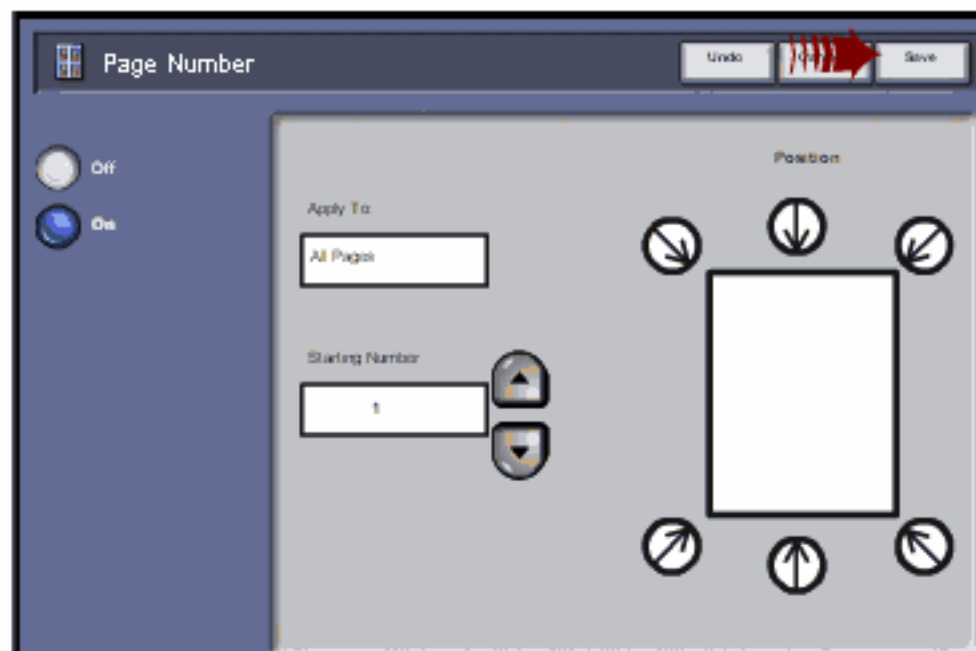 Page Number
Undo
Save
Off
On
Position
Apply To:
All Pages
Starting Number
1